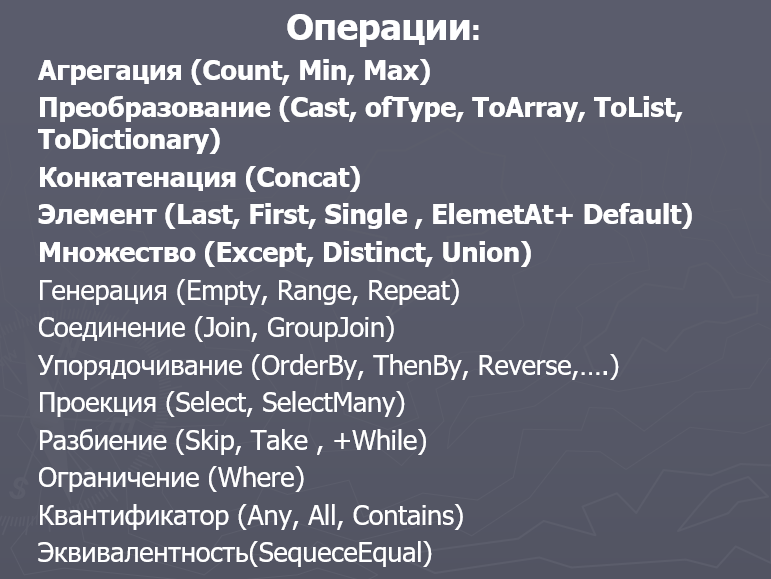 Операции:
Агрегация (Count, Min, Max)
Преобразование (Cast, ofType, ToArray, ToList,
ToDictionary)
Конкатенация (Concat)
Элемент (Last, First, Single , ElemetAt+ Default)
Множество (Except, Distinct, Union)
Генерация (Empty, Range, Repeat)
Соединение (Join, GroupJoin)
Упорядочивание (OrderBy, ThenBy, Reverse,….)
Проекция (Select, SelectMany)
Разбиение (Skip, Take , +While)
Ограничение (Where)
Квантификатор (Any, All, Contains)
Эквивалентность(SequeceEqual)